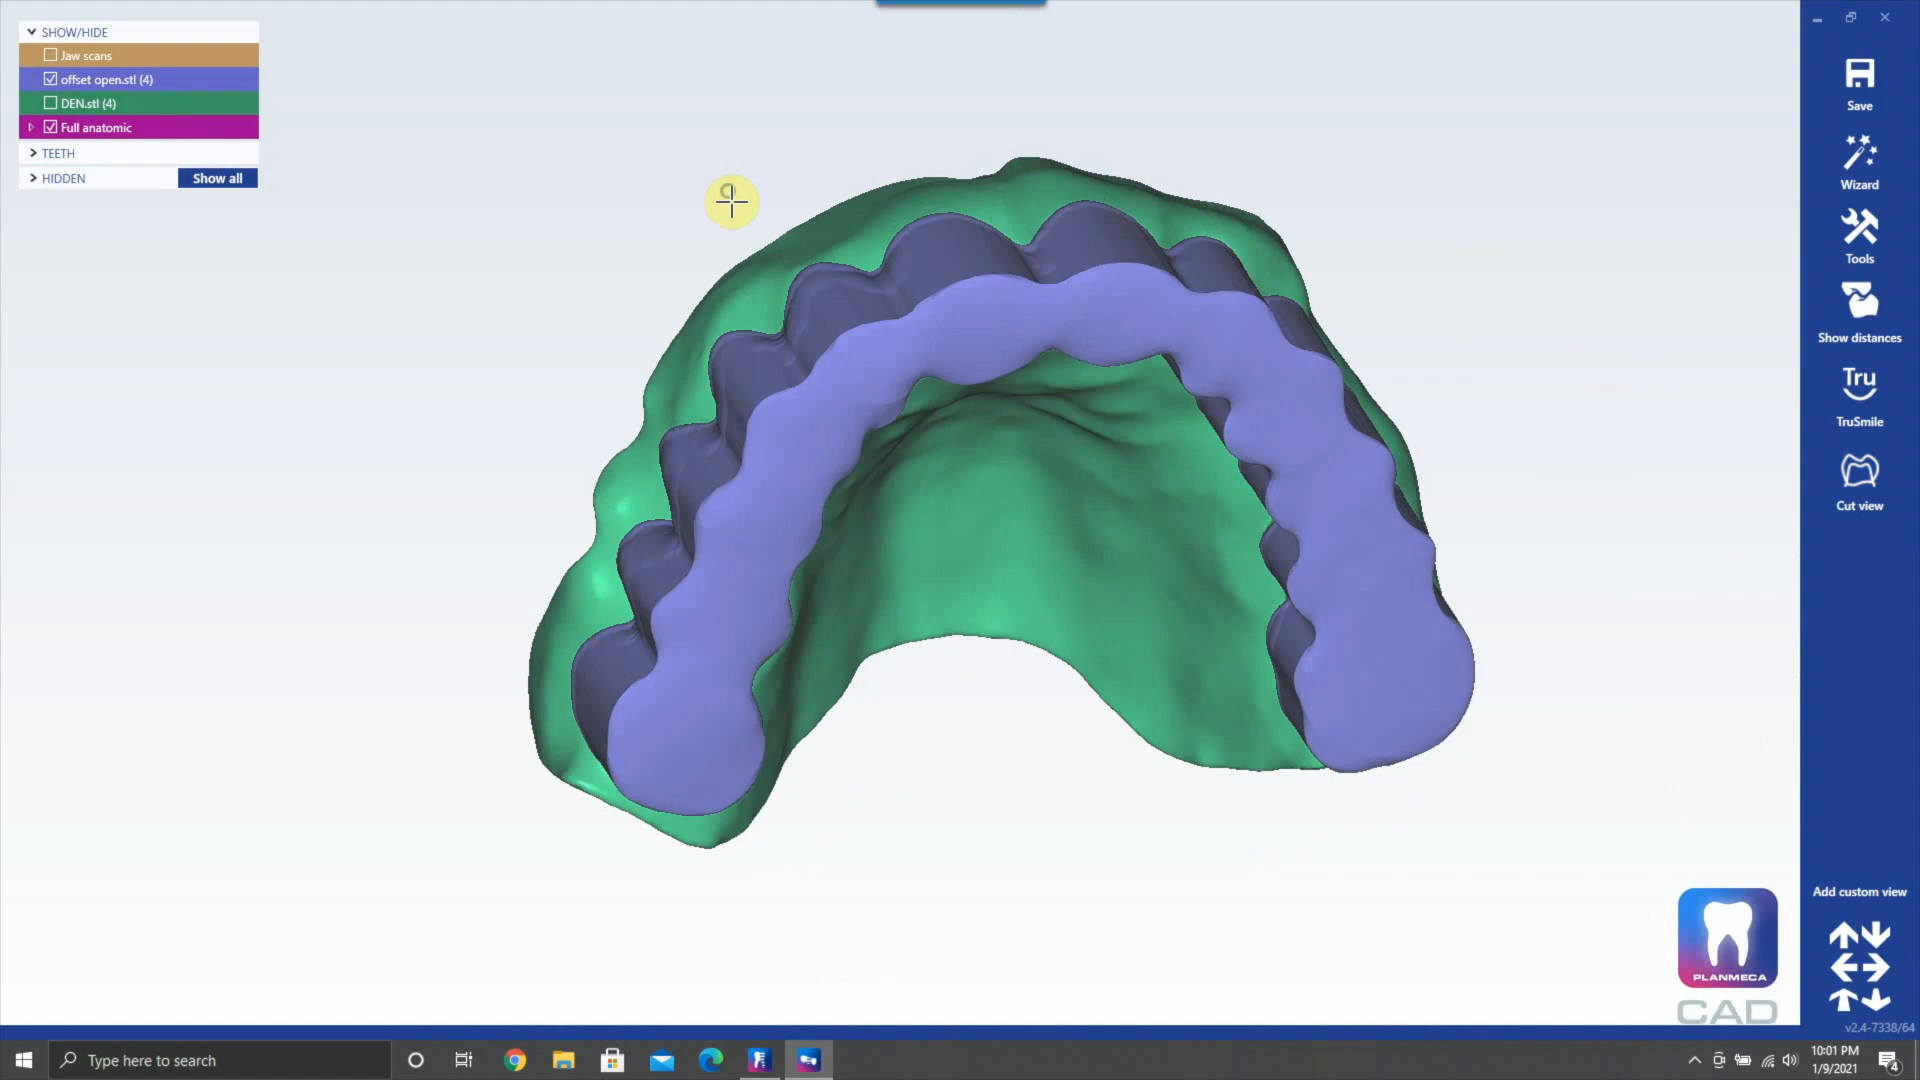 SHOW/HIDE
Jaw scans
offset open.stl (4)
DEN.stl (4)
Full anatomic
TEETH
HIDDEN
Show all
Save
Wizard
Tools
Show distances
Tru
TruSmile
Cut view
Add custom view
PLANMECA
CAD
v2.4-7338/64
Type here to search
10:01 PM
1/9/2021
4